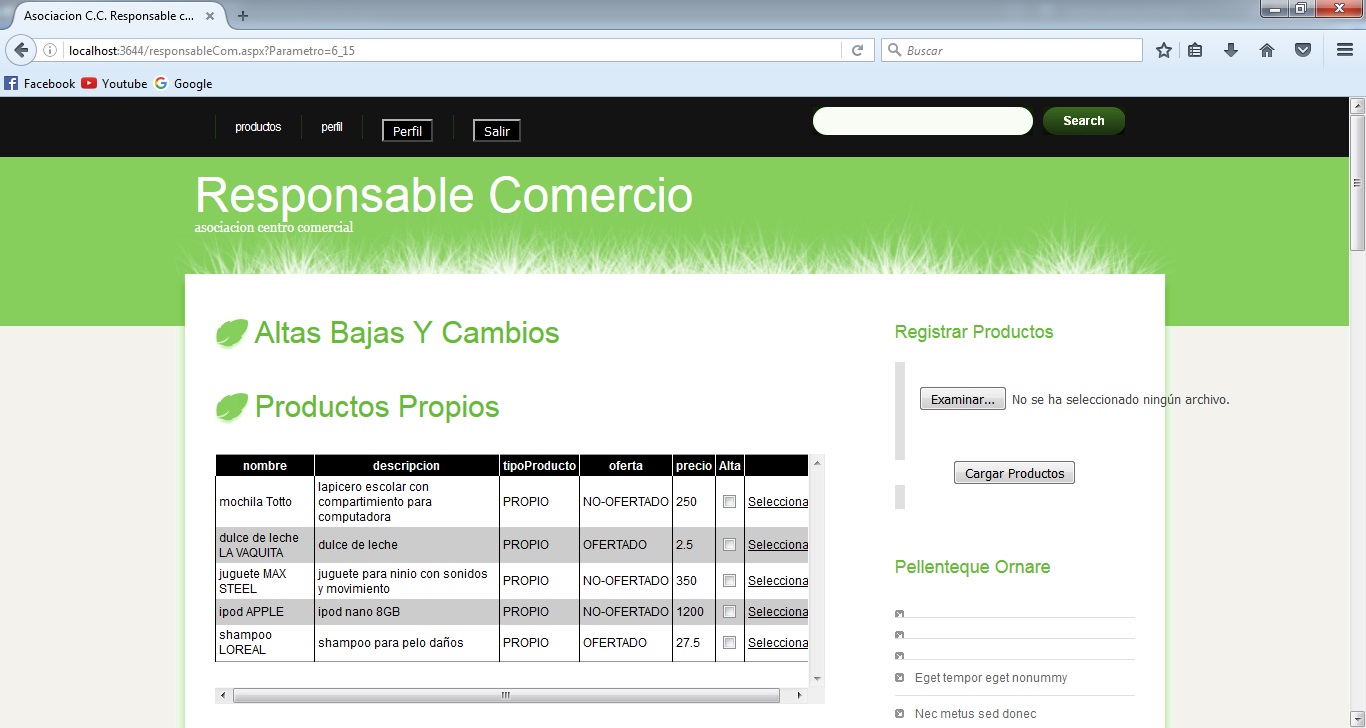 Asociacion C.C. Responsable c...
localhost:3644/responsableCom.aspx?Parametro=6_15
Buscar
Facebook Youtube Google
productos perfil Perfil Salir Search
Responsable Comercio
asociacion centro comercial
Altas Bajas Y Cambios
Productos Propios
nombre descripcion tipoProducto oferta precio Alta
mochila Totto lapicero escolar con compartimiento para computadora PROPIO NO-OFERTADO 250 Selecciona
dulce de leche LA VAQUITA dulce de leche PROPIO OFERTADO 2.5 Selecciona
juguete MAX STEEL juguete para ninio con sonidos y movimiento PROPIO NO-OFERTADO 350 Selecciona
ipod APPLE ipod nano 8GB PROPIO NO-OFERTADO 1200 Selecciona
shampoo LOREAL shampoo para pelo daños PROPIO OFERTADO 27.5 Selecciona
Registrar Productos
Examinar... No se ha seleccionado ningún archivo.
Cargar Productos
Pellenteque Ornare
Eget tempor eget nonummy
Nec metus sed donec